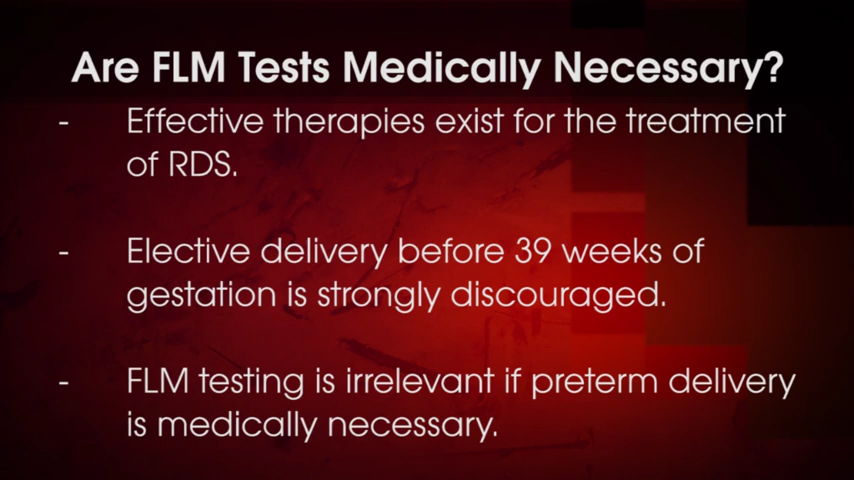 Are FLM Tests Medically Necessary?
- Effective therapies exist for the treatment
of RDS.
- Elective delivery before 39 weeks of
gestation is strongly discouraged.
- FLM testing is irrelevant if preterm delivery
is medically necessary.